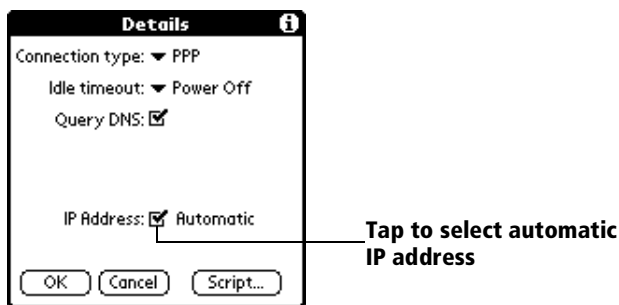 Details
Connection type: PPP
Idle timeout: Power Off
Query DNS:
IP Address: Automatic
Tap to select automatic
IP address
OK Cancel Script...